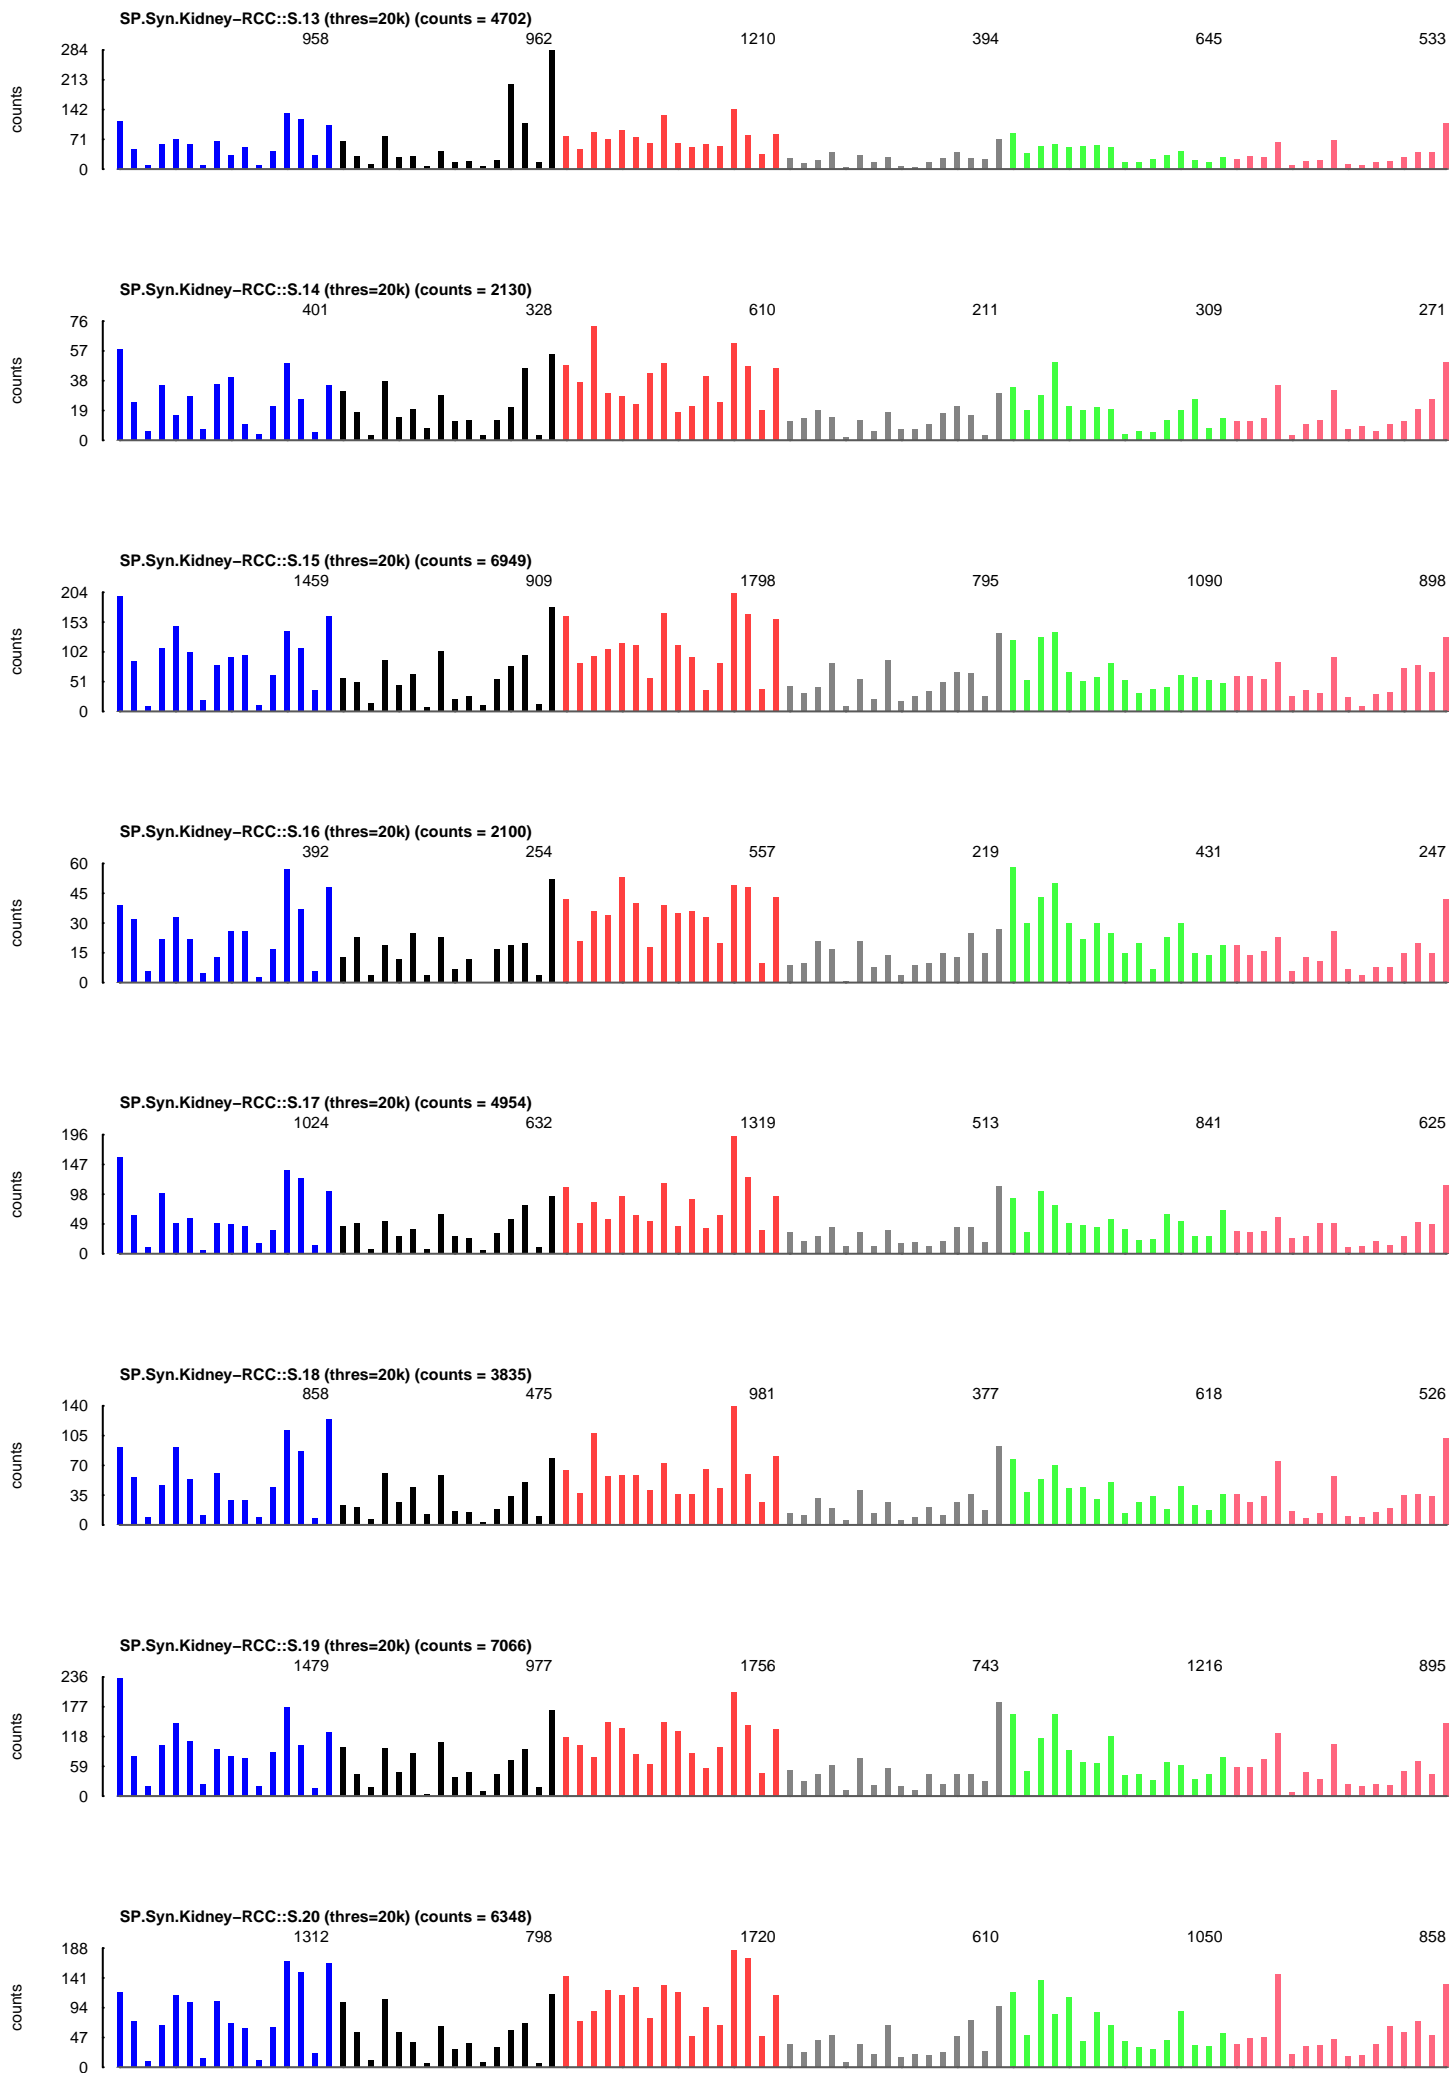 SP.Syn.Kidney−RCC::S.13 (thres=20k) (counts = 4702)
958 962 1210 394 645 533
284
213
142
71
0
counts
SP.Syn.Kidney−RCC::S.14 (thres=20k) (counts = 2130)
401 328 610 211 309 271
76
57
38
19
0
counts
SP.Syn.Kidney−RCC::S.15 (thres=20k) (counts = 6949)
1459 909 1798 795 1090 898
204
153
102
51
0
counts
SP.Syn.Kidney−RCC::S.16 (thres=20k) (counts = 2100)
392 254 557 219 431 247
60
45
30
15
0
counts
SP.Syn.Kidney−RCC::S.17 (thres=20k) (counts = 4954)
1024 632 1319 513 841 625
196
147
98
49
0
counts
SP.Syn.Kidney−RCC::S.18 (thres=20k) (counts = 3835)
858 475 981 377 618 526
140
105
70
35
0
counts
SP.Syn.Kidney−RCC::S.19 (thres=20k) (counts = 7066)
1479 977 1756 743 1216 895
236
177
118
59
0
counts
SP.Syn.Kidney−RCC::S.20 (thres=20k) (counts = 6348)
1312 798 1720 610 1050 858
188
141
94
47
0
counts